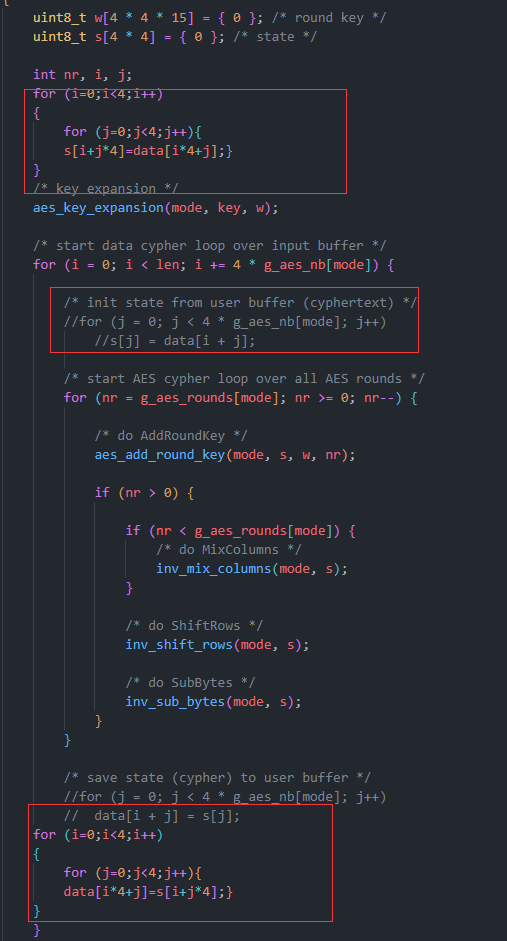 {
uint8_t w[4 * 4 * 15] = { 0 }; /* round key */
uint8_t s[4 * 4] = { 0 }; /* state */
int nr, i, j;
for (i=0;i<4;i++)
{
for (j=0;j<4;j++){
s[i+j*4]=data[i*4+j];}
}
/* key expansion */
aes_key_expansion(mode, key, w);
/* start data cypher loop over input buffer */
for (i = 0; i < len; i += 4 * g_aes_nb[mode]) {
/* init state from user buffer (cyphertext) */
//for (j = 0; j < 4 * g_aes_nb[mode]; j++)
//s[j] = data[i + j];
/* start AES cypher loop over all AES rounds */
for (nr = g_aes_rounds[mode]; nr >= 0; nr--) {
/* do AddRoundKey */
aes_add_round_key(mode, s, w, nr);
if (nr > 0) {
if (nr < g_aes_rounds[mode]) {
/* do MixColumns */
inv_mix_columns(mode, s);
}
/* do ShiftRows */
inv_shift_rows(mode, s);
/* do SubBytes */
inv_sub_bytes(mode, s);
}
}
/* save state (cypher) to user buffer */
//for (j = 0; j < 4 * g_aes_nb[mode]; j++)
//  data[i + j] = s[j];
for (i=0;i<4;i++)
{
for (j=0;j<4;j++){
data[i*4+j]=s[i+j*4];}
}
}